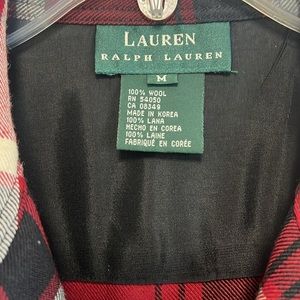 LAUREN
RALPH LAUREN
M
100% WOOL
RN 54050
CA 08349
MADE IN KOREA
100% LANA
HECHO EN COREA
100% LAINE
FABRIQUÉ EN CORÉE